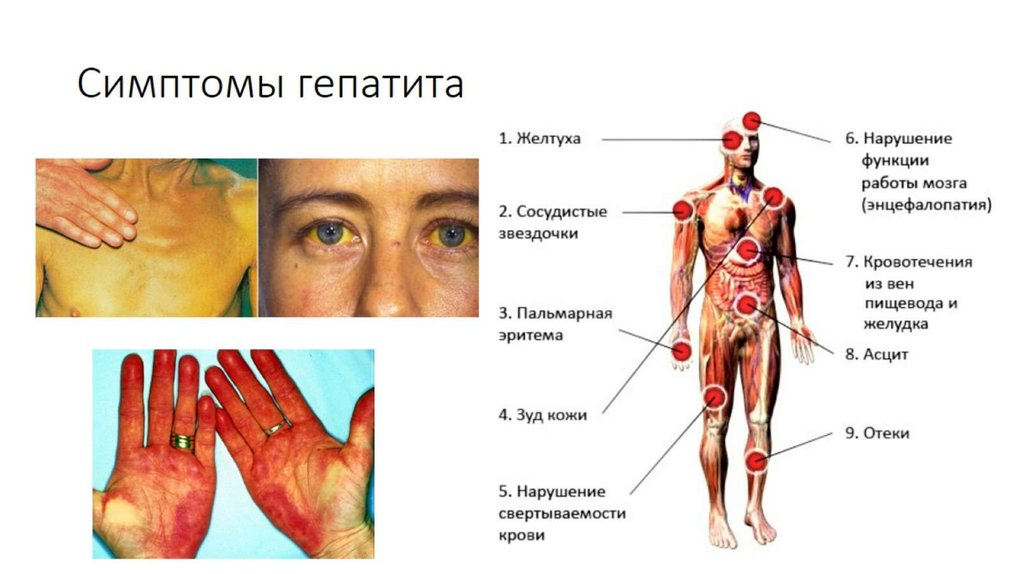 Симптомы гепатита
1. Желтуха
2. Сосудистые
звездочки
3. Пальмарная
эритема
4. Зуд кожи
5. Нарушение
свертываемости
крови
6. Нарушение
функции
работы мозга
(энцефалопатия)
7. Кровотечения
из вен
пищевода и
желудка
8. Асцит
9. Отеки